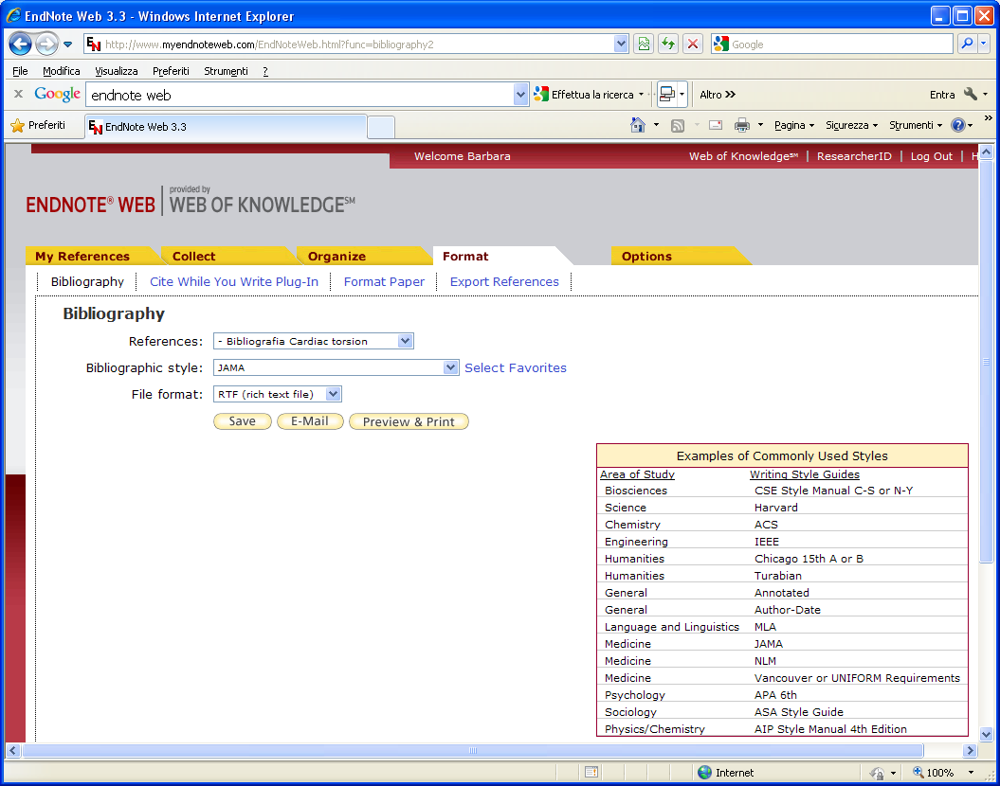 EndNote Web 3.3 - Windows Internet Explorer
http://www.myendnoteweb.com/EndNoteWeb.html?func=bibliography2
Google
File Modifica Visualizza Preferiti Strumenti ?
x Google endnote web Effettua la ricerca Altro >> Entra
Preferiti EndNote Web 3.3 Pagina Sicurezza Strumenti >>
Welcome Barbara Web of Knowledge℠ | ResearcherID | Log Out | H
ENDNOTE® WEB provided by
WEB OF KNOWLEDGE℠
My References Collect Organize Format Options
Bibliography Cite While You Write Plug-In Format Paper Export References
Bibliography
References: - Bibliografia Cardiac torsion
Bibliographic style: JAMA Select Favorites
File format: RTF (rich text file)
Save E-Mail Preview & Print
Examples of Commonly Used Styles
Area of Study Writing Style Guides
Biosciences CSE Style Manual C-S or N-Y
Science Harvard
Chemistry ACS
Engineering IEEE
Humanities Chicago 15th A or B
Humanities Turabian
General Annotated
General Author-Date
Language and Linguistics MLA
Medicine JAMA
Medicine NLM
Medicine Vancouver or UNIFORM Requirements
Psychology APA 6th
Sociology ASA Style Guide
Physics/Chemistry AIP Style Manual 4th Edition
Internet 100%